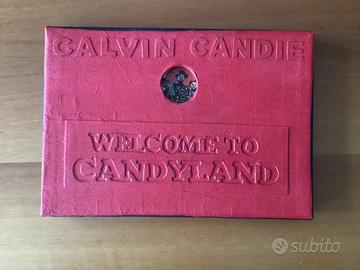 CALVIN CANDIE
WELCOME TO
CANDYLAND
subito